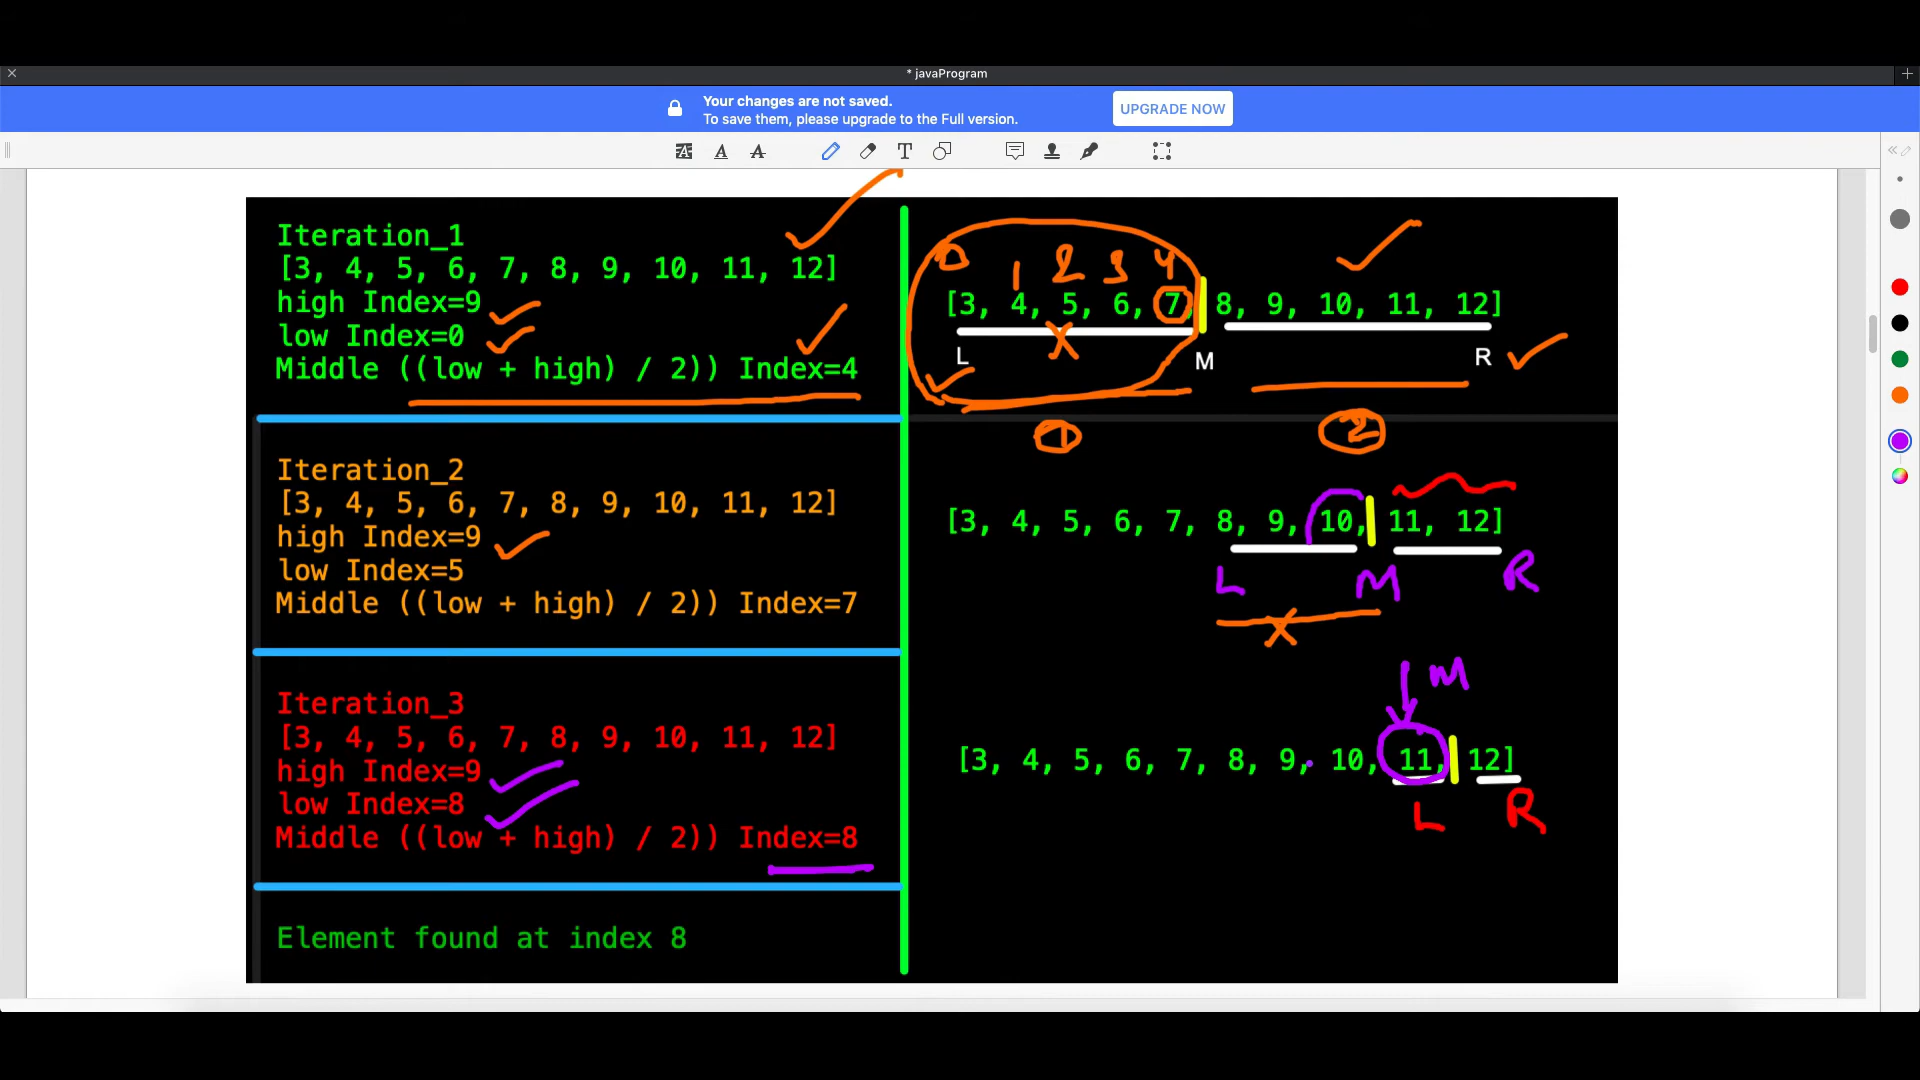 * javaProgram
Your changes are not saved.
To save them, please upgrade to the Full version.
UPGRADE NOW
Iteration_1
[3, 4, 5, 6, 7, 8, 9, 10, 11, 12]
high Index=9
low Index=0
Middle ((low + high) / 2)) Index=4
0 1 2 3 4
[3, 4, 5, 6, 7, 8, 9, 10, 11, 12]
L M R
1 2
Iteration_2
[3, 4, 5, 6, 7, 8, 9, 10, 11, 12]
high Index=9
low Index=5
Middle ((low + high) / 2)) Index=7
[3, 4, 5, 6, 7, 8, 9, 10, 11, 12]
L M R
Iteration_3
[3, 4, 5, 6, 7, 8, 9, 10, 11, 12]
high Index=9
low Index=8
Middle ((low + high) / 2)) Index=8
M
[3, 4, 5, 6, 7, 8, 9, 10, 11, 12]
L R
Element found at index 8